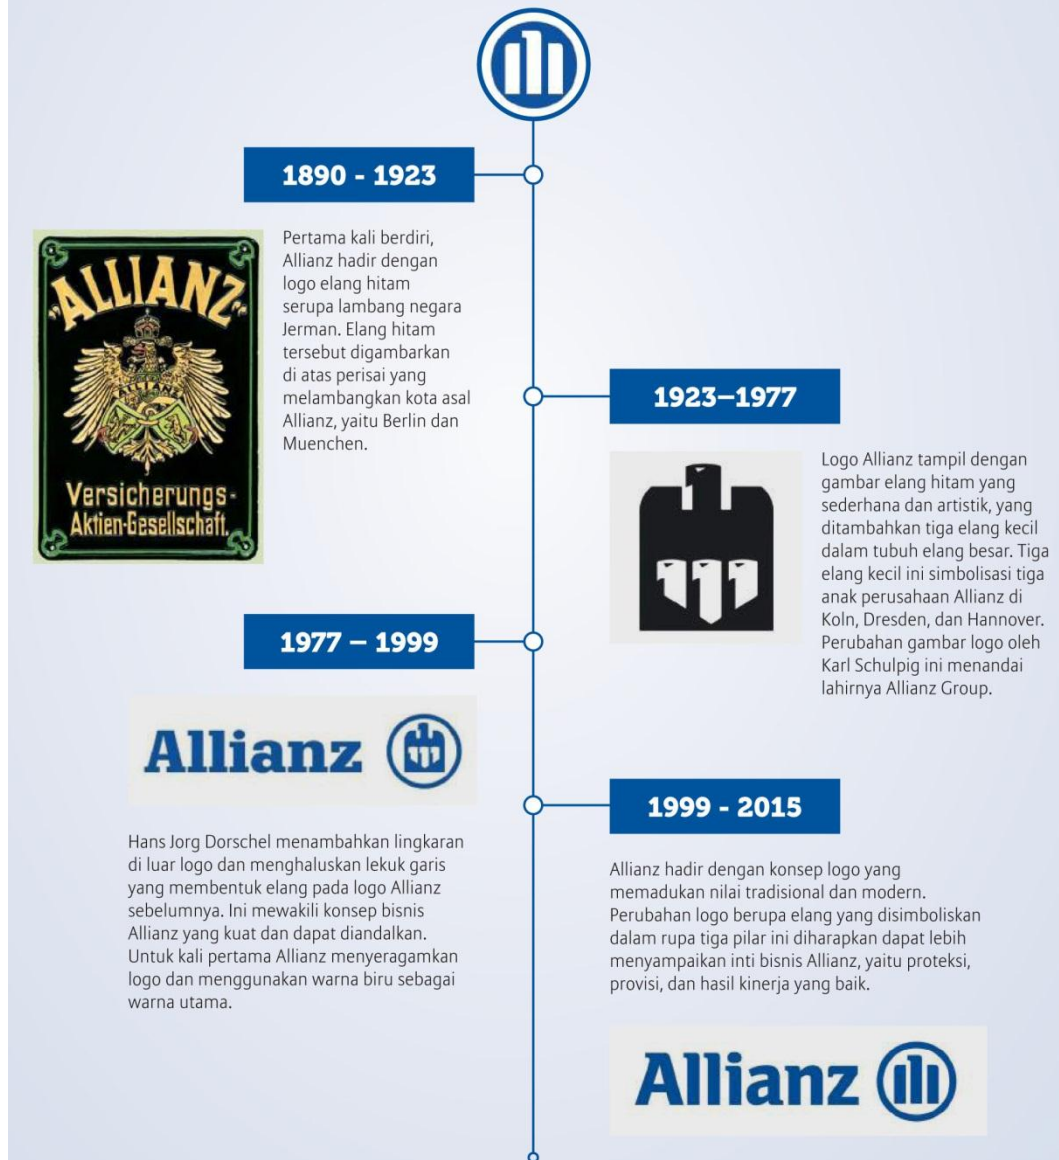 1890 - 1923
"ALLIANZ"
ALLIANZ
Versicherungs-
Aktien-Gesellschaft.
Pertama kali berdiri,
Allianz hadir dengan
logo elang hitam
serupa lambang negara
Jerman. Elang hitam
tersebut digambarkan
di atas perisai yang
melambangkan kota asal
Allianz, yaitu Berlin dan
Muenchen.
1923–1977
Logo Allianz tampil dengan
gambar elang hitam yang
sederhana dan artistik, yang
ditambahkan tiga elang kecil
dalam tubuh elang besar. Tiga
elang kecil ini simbolisasi tiga
anak perusahaan Allianz di
Koln, Dresden, dan Hannover.
Perubahan gambar logo oleh
Karl Schulpig ini menandai
lahirnya Allianz Group.
1977 – 1999
Allianz
Hans Jorg Dorschel menambahkan lingkaran
di luar logo dan menghaluskan lekuk garis
yang membentuk elang pada logo Allianz
sebelumnya. Ini mewakili konsep bisnis
Allianz yang kuat dan dapat diandalkan.
Untuk kali pertama Allianz menyeragamkan
logo dan menggunakan warna biru sebagai
warna utama.
1999 - 2015
Allianz hadir dengan konsep logo yang
memadukan nilai tradisional dan modern.
Perubahan logo berupa elang yang disimboliskan
dalam rupa tiga pilar ini diharapkan dapat lebih
menyampaikan inti bisnis Allianz, yaitu proteksi,
provisi, dan hasil kinerja yang baik.
Allianz